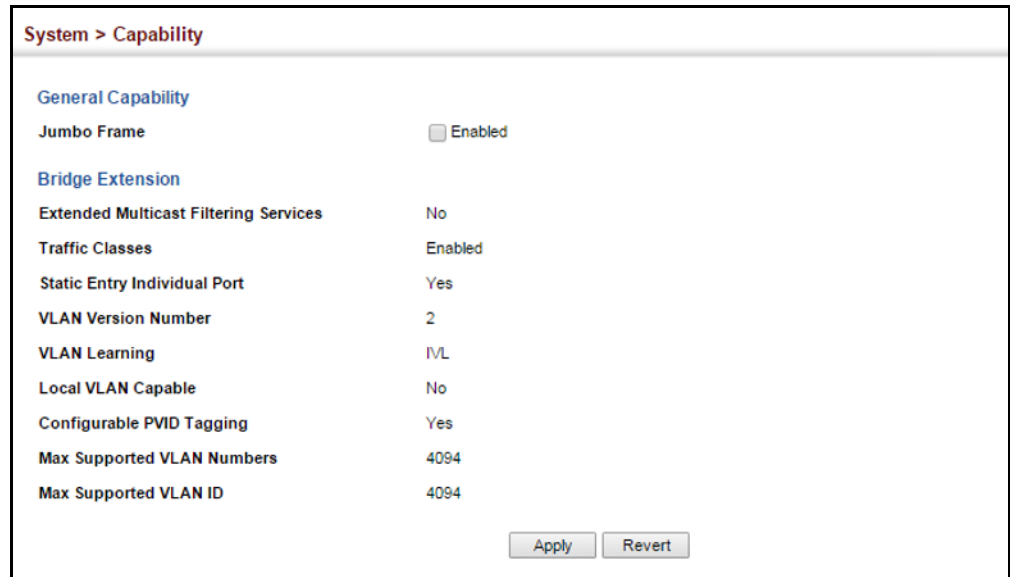 System > Capability
General Capability
Jumbo Frame Enabled
Bridge Extension
Extended Multicast Filtering Services No
Traffic Classes Enabled
Static Entry Individual Port Yes
VLAN Version Number 2
VLAN Learning IVL
Local VLAN Capable No
Configurable PVID Tagging Yes
Max Supported VLAN Numbers 4094
Max Supported VLAN ID 4094
Apply Revert